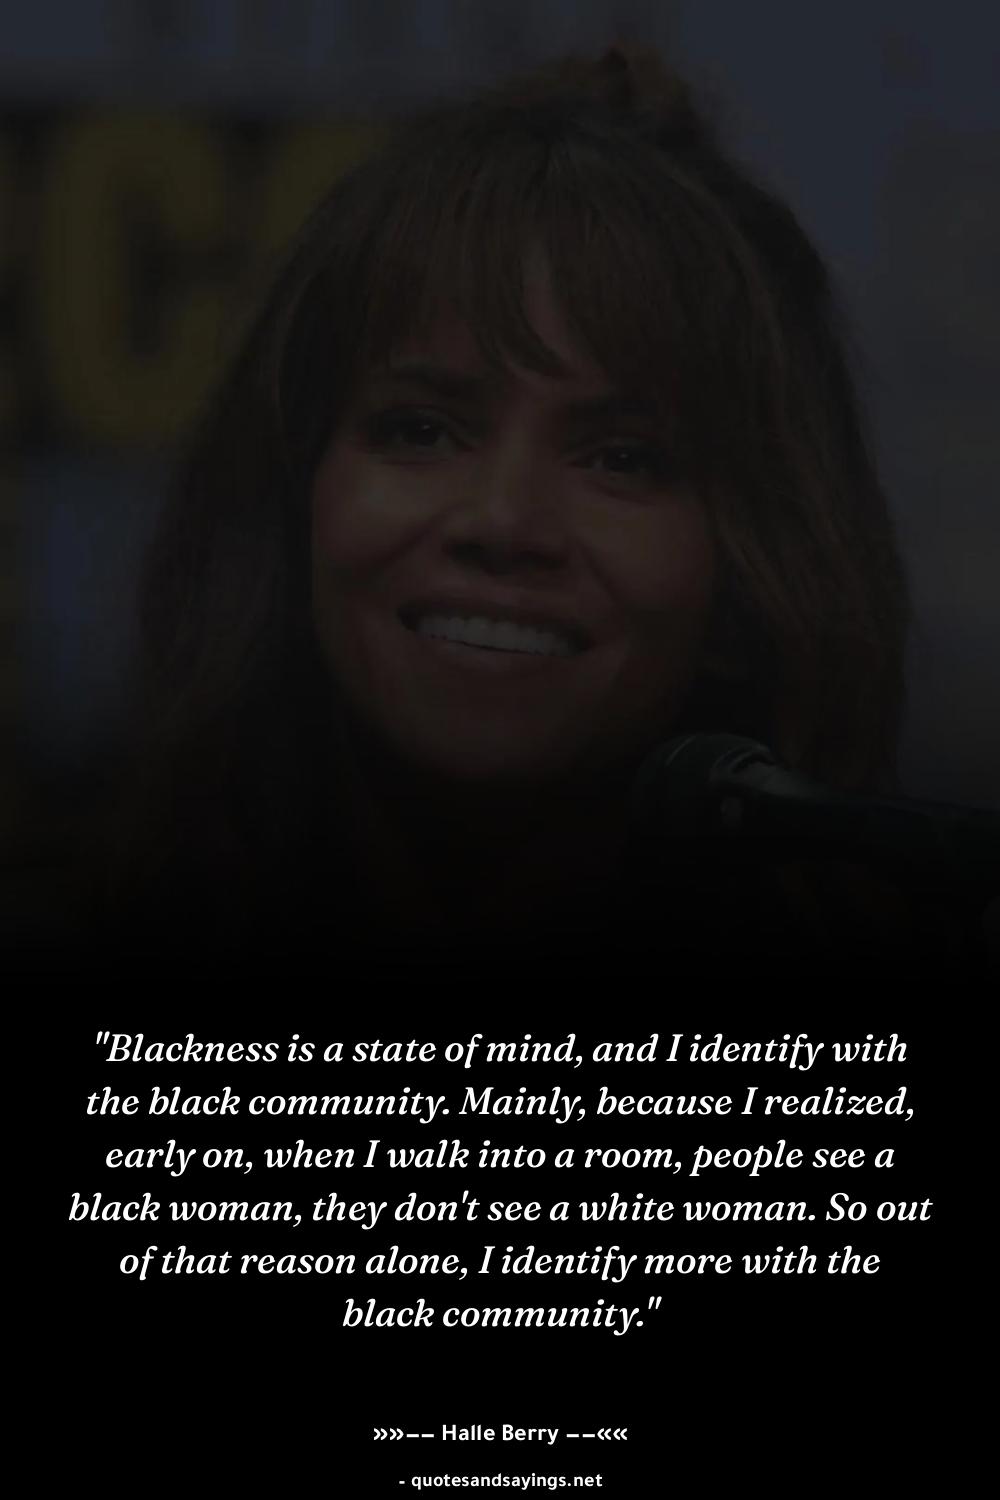 "Blackness is a state of mind, and I identify with
the black community. Mainly, because I realized,
early on, when I walk into a room, people see a
black woman, they don't see a white woman. So out
of that reason alone, I identify more with the
black community."
»»−− Halle Berry −−««
- quotesandsayings.net